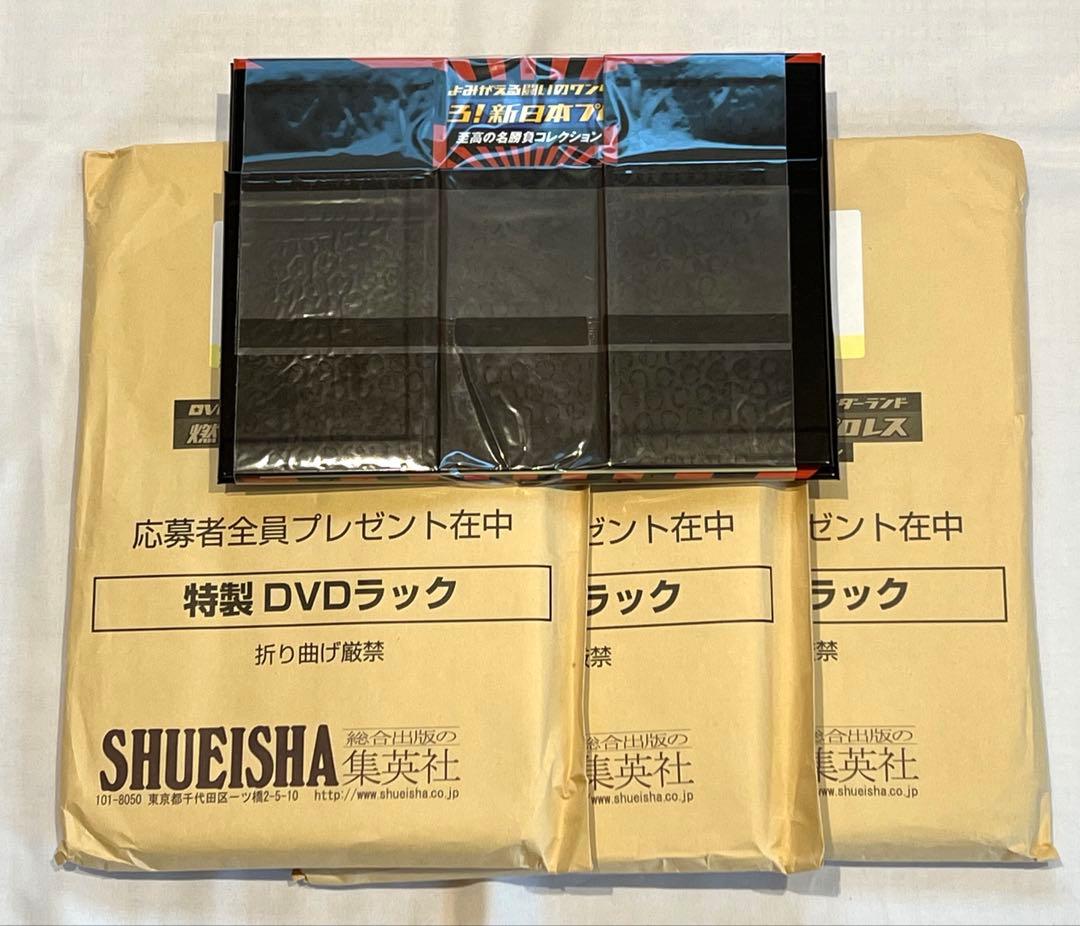 よみがえる闘いのワン
ろ!新日本プ
至高の名勝負コレクション
DVD
燃
ターランド
プロレス
応募者全員プレゼント在中
特製 DVDラック
折り曲げ厳禁
SHUEISHA 総合出版の
集英社
101-8050 東京都千代田区一ツ橋2-5-10 http://www.shueisha.co.jp
ゼント在中
ラック
禁
総合出版の
集英社
www.shueisha.co.jp
ゼント在中
ラック
禁
総合出版の
集英社
www.shueisha.co.jp